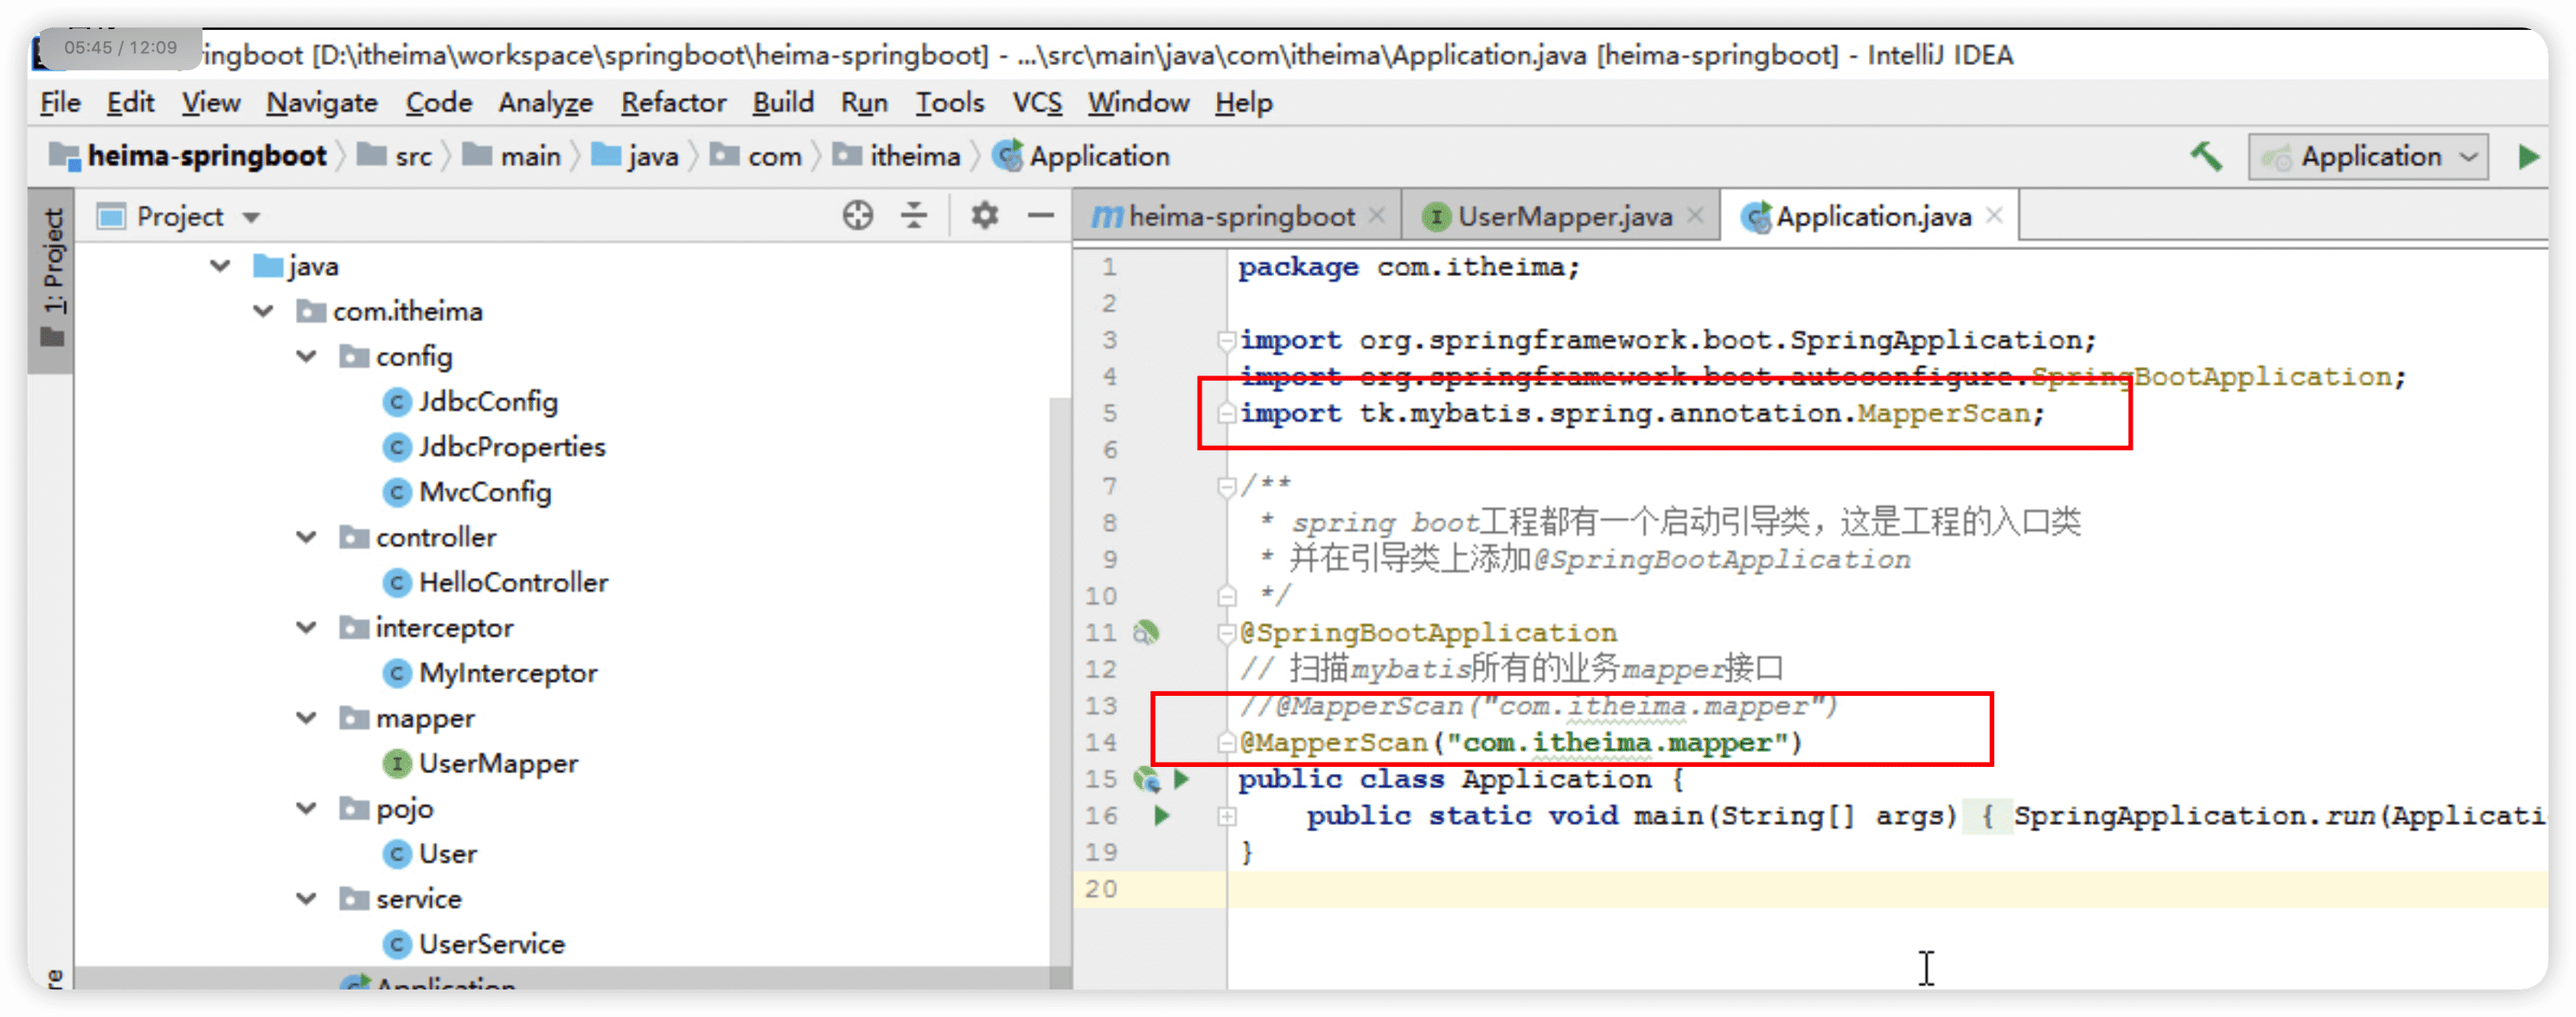 05:45 / 12:09
ringboot [D:\itheima\workspace\springboot\heima-springboot] - ...\src\main\java\com\itheima\Application.java [heima-springboot] - IntelliJ IDEA
File Edit View Navigate Code Analyze Refactor Build Run Tools VCS Window Help
heima-springboot src main java com itheima Application
Application
1: Project
Project
java
com.itheima
config
JdbcConfig
JdbcProperties
MvcConfig
controller
HelloController
interceptor
MyInterceptor
mapper
UserMapper
pojo
User
service
UserService
Application
re
heima-springboot UserMapper.java Application.java
1 package com.itheima;
2
3 import org.springframework.boot.SpringApplication;
4 import org.springframework.boot.autoconfigure.SpringBootApplication;
5 import tk.mybatis.spring.annotation.MapperScan;
6
7 /**
8 * spring boot工程都有一个启动引导类，这是工程的入口类
9 * 并在引导类上添加@SpringBootApplication
10 */
11 @SpringBootApplication
12 // 扫描mybatis所有的业务mapper接口
13 //@MapperScan("com.itheima.mapper")
14 @MapperScan("com.itheima.mapper")
15 public class Application {
16 public static void main(String[] args) { SpringApplication.run(Applicati
19 }
20